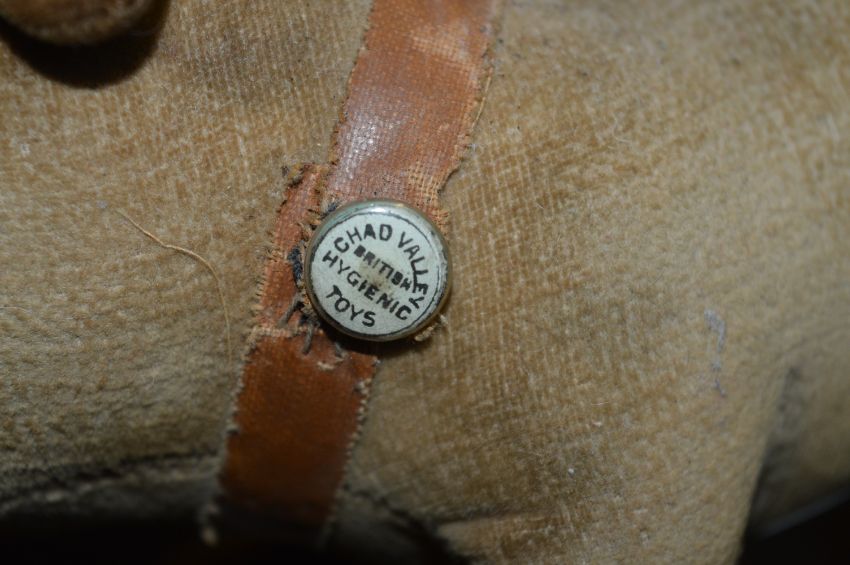 CHAD VALLEY
BRITISH
HYGIENIC
TOYS